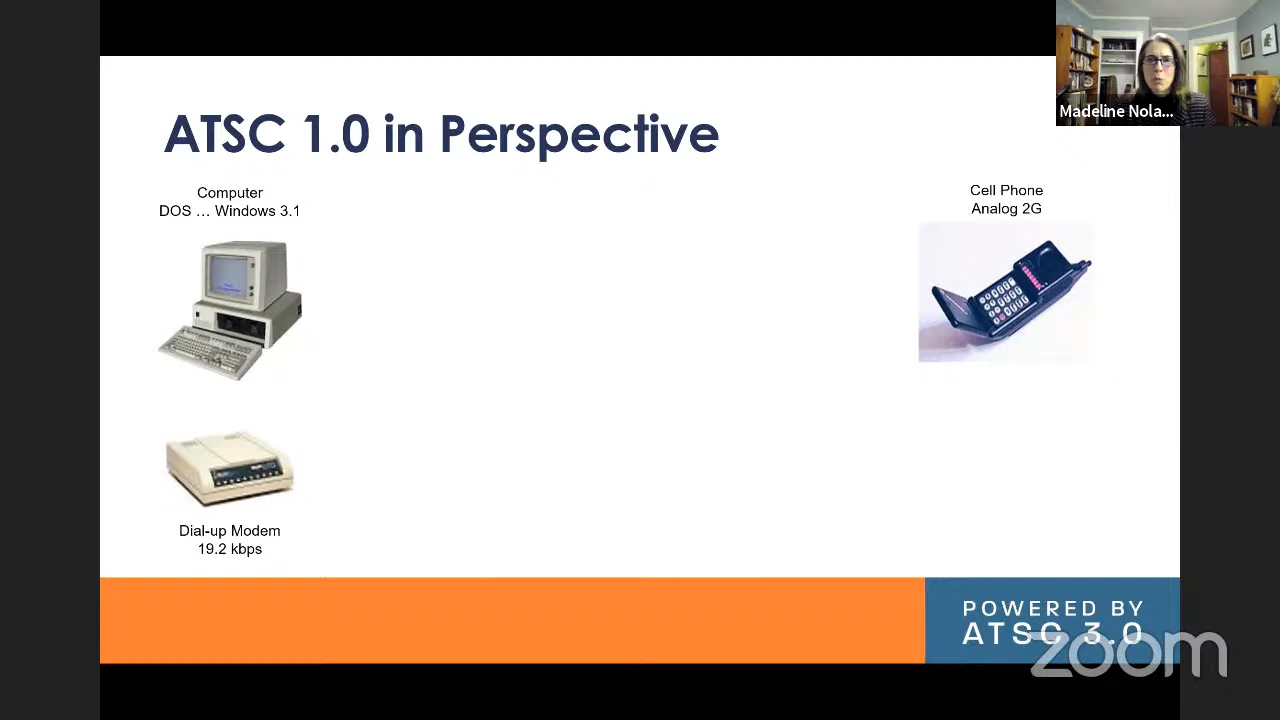 ATSC 1.0 in Perspective
Madeline Nola...
Computer
DOS ... Windows 3.1
Cell Phone
Analog 2G
Dial-up Modem
19.2 kbps
POWERED BY
ATSC 3.0
zoom